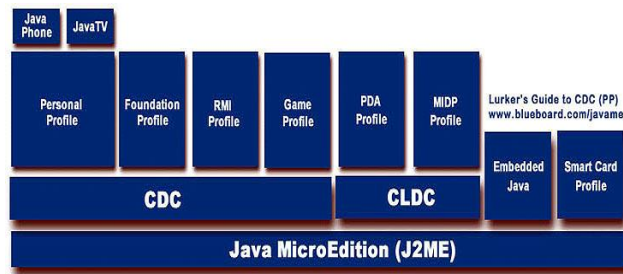 Java
Phone
JavaTV
Personal
Profile
Foundation
Profile
RMI
Profile
Game
Profile
PDA
Profile
MIDP
Profile
Lurker's Guide to CDC (PP)
www.blueboard.com/javame
Embedded
Java
Smart Card
Profile
CDC
CLDC
Java MicroEdition (J2ME)